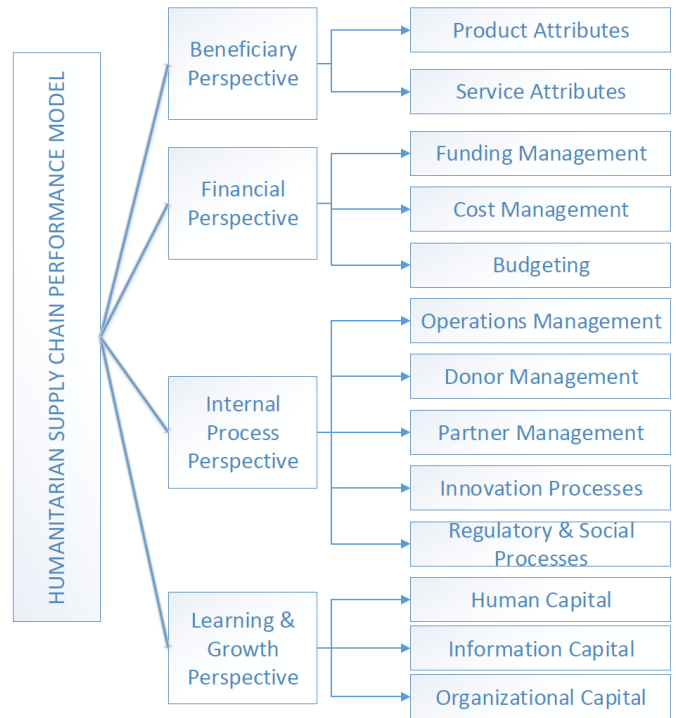 HUMANITARIAN SUPPLY CHAIN PERFORMANCE MODEL
Beneficiary
Perspective
Product Attributes
Service Attributes
Financial
Perspective
Funding Management
Cost Management
Budgeting
Internal
Process
Perspective
Operations Management
Donor Management
Partner Management
Innovation Processes
Regulatory & Social
Processes
Learning &
Growth
Perspective
Human Capital
Information Capital
Organizational Capital